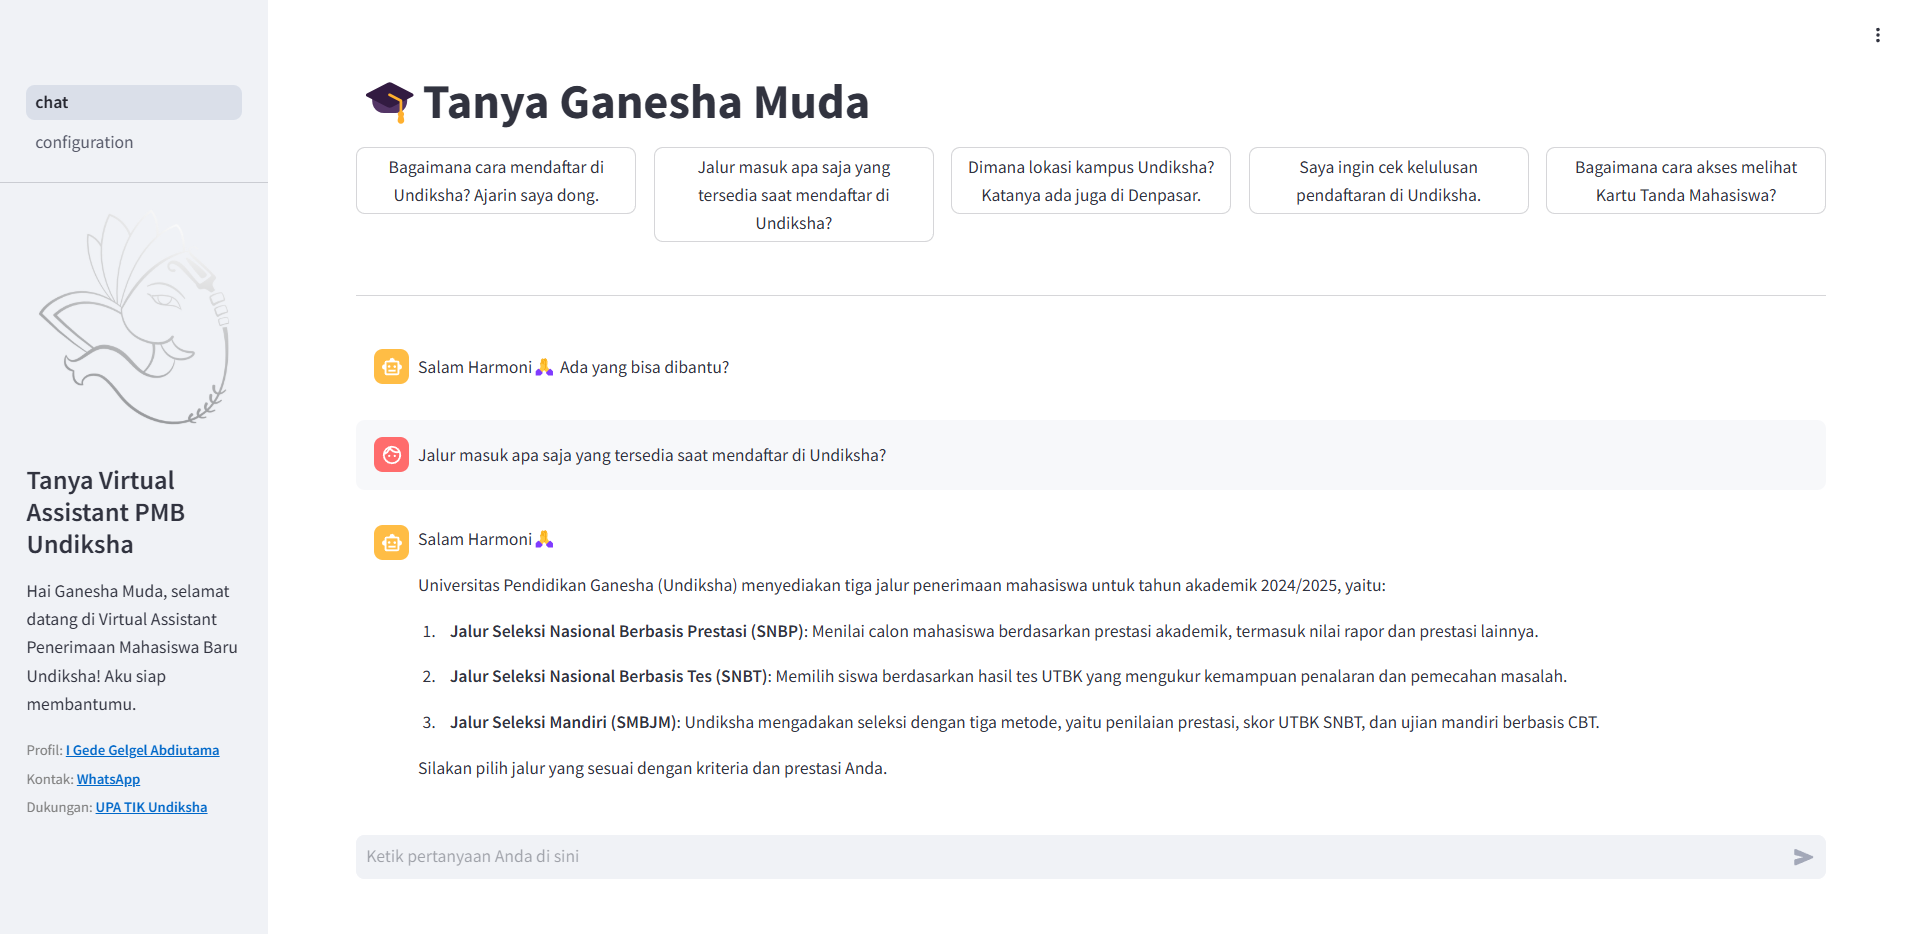 chat
configuration
Tanya Virtual
Assistant PMB
Undiksha
Hai Ganesha Muda, selamat
datang di Virtual Assistant
Penerimaan Mahasiswa Baru
Undiksha! Aku siap
membantumu.
Profil: I Gede Gelgel Abdiutama
Kontak: WhatsApp
Dukungan: UPA TIK Undiksha
🎓 Tanya Ganesha Muda
Bagaimana cara mendaftar di
Undiksha? Ajarin saya dong.
Jalur masuk apa saja yang
tersedia saat mendaftar di
Undiksha?
Dimana lokasi kampus Undiksha?
Katanya ada juga di Denpasar.
Saya ingin cek kelulusan
pendaftaran di Undiksha.
Bagaimana cara akses melihat
Kartu Tanda Mahasiswa?
Salam Harmoni🙏 Ada yang bisa dibantu?
Jalur masuk apa saja yang tersedia saat mendaftar di Undiksha?
Salam Harmoni🙏
Universitas Pendidikan Ganesha (Undiksha) menyediakan tiga jalur penerimaan mahasiswa untuk tahun akademik 2024/2025, yaitu:
1. Jalur Seleksi Nasional Berbasis Prestasi (SNBP): Menilai calon mahasiswa berdasarkan prestasi akademik, termasuk nilai rapor dan prestasi lainnya.
2. Jalur Seleksi Nasional Berbasis Tes (SNBT): Memilih siswa berdasarkan hasil tes UTBK yang mengukur kemampuan penalaran dan pemecahan masalah.
3. Jalur Seleksi Mandiri (SMBJM): Undiksha mengadakan seleksi dengan tiga metode, yaitu penilaian prestasi, skor UTBK SNBT, dan ujian mandiri berbasis CBT.
Silakan pilih jalur yang sesuai dengan kriteria dan prestasi Anda.
Ketik pertanyaan Anda di sini